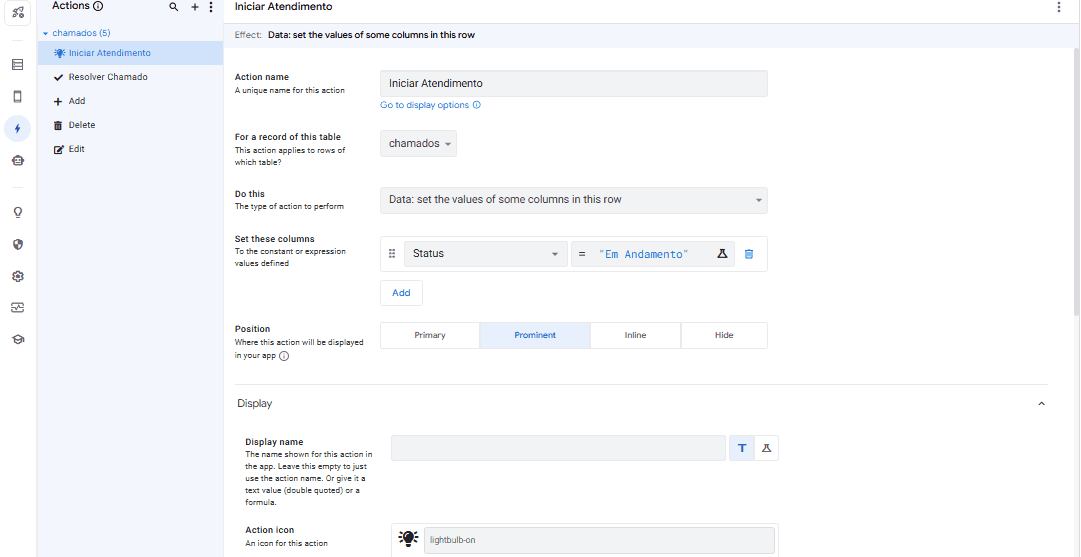 Actions
Iniciar Atendimento
Effect: Data: set the values of some columns in this row
chamados (5)
Iniciar Atendimento
Resolver Chamado
Add
Delete
Edit
Action name
A unique name for this action
Iniciar Atendimento
Go to display options
For a record of this table
This action applies to rows of
which table?
chamados
Do this
The type of action to perform
Data: set the values of some columns in this row
Set these columns
To the constant or expression
values defined
Status
= "Em Andamento"
Add
Position
Where this action will be displayed
in your app
Primary
Prominent
Inline
Hide
Display
Display name
The name shown for this action in
the app. Leave this empty to just
use the action name. Or give it a
text value (double quoted) or a
formula.
T
Action icon
An icon for this action
lightbulb-on